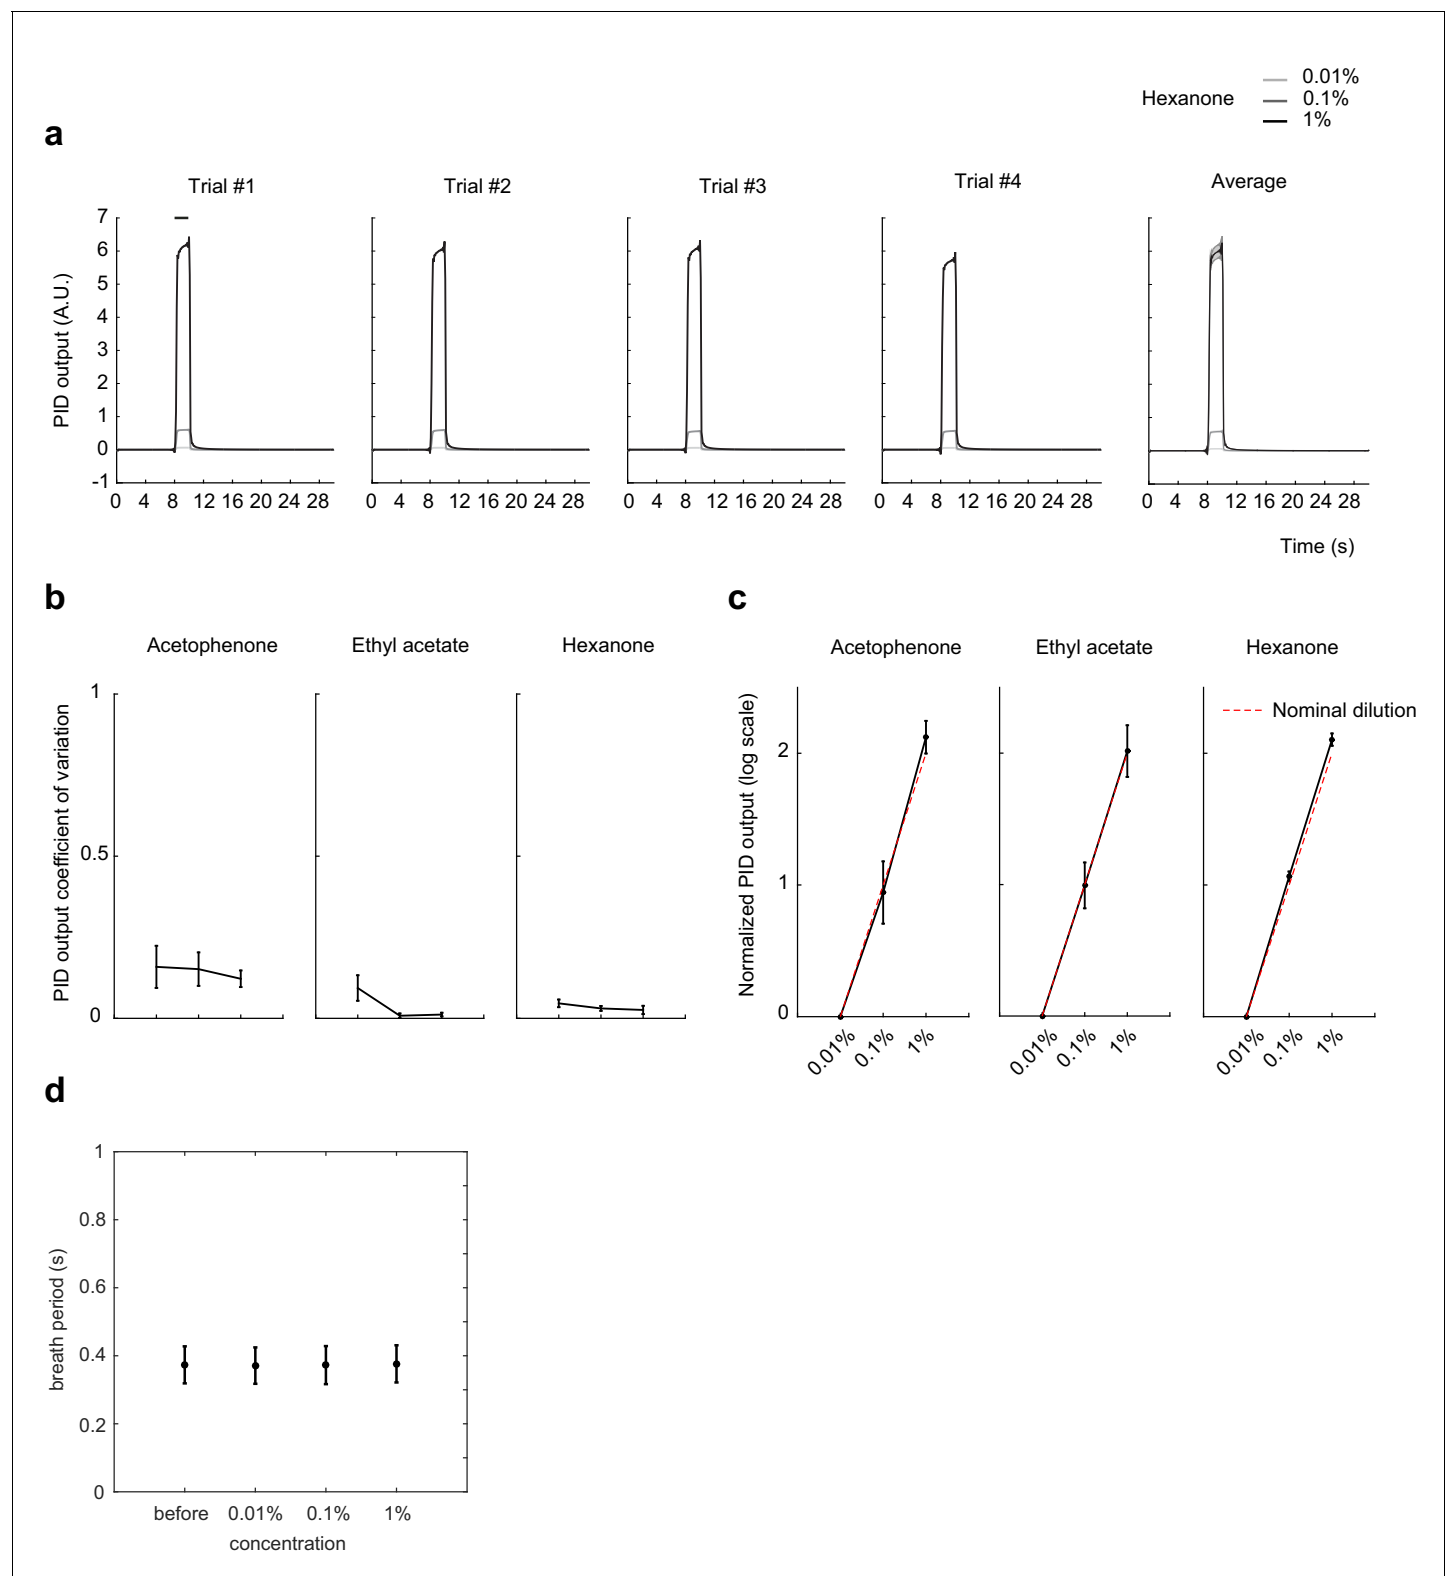 0.01%
Hexanone 0.1%
1%
a
Trial #1 Trial #2 Trial #3 Trial #4 Average
PID output (A.U.)
7
6
5
4
3
2
1
0
-1
0 4 8 12 16 20 24 28 0 4 8 12 16 20 24 28 0 4 8 12 16 20 24 28 0 4 8 12 16 20 24 28 0 4 8 12 16 20 24 28
Time (s)
b
Acetophenone Ethyl acetate Hexanone
PID output coefficient of variation
1
0.5
0
c
Acetophenone Ethyl acetate Hexanone
Nominal dilution
Normalized PID output (log scale)
2
1
0
0.01% 0.1% 1% 0.01% 0.1% 1% 0.01% 0.1% 1%
d
breath period (s)
1
0.8
0.6
0.4
0.2
0
before 0.01% 0.1% 1%
concentration